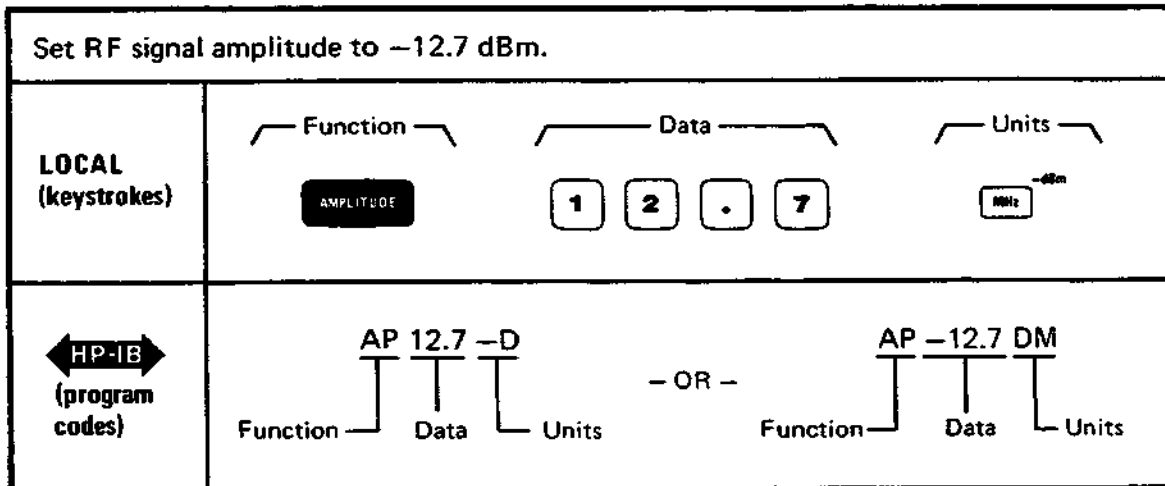 Set RF signal amplitude to −12.7 dBm.
LOCAL
(keystrokes)
Function
Data
Units
AMPLITUDE
1 2 . 7
MHz
−dBm
HP-IB
(program
codes)
AP 12.7 −D
Function
Data
Units
– OR –
AP −12.7 DM
Function
Data
Units